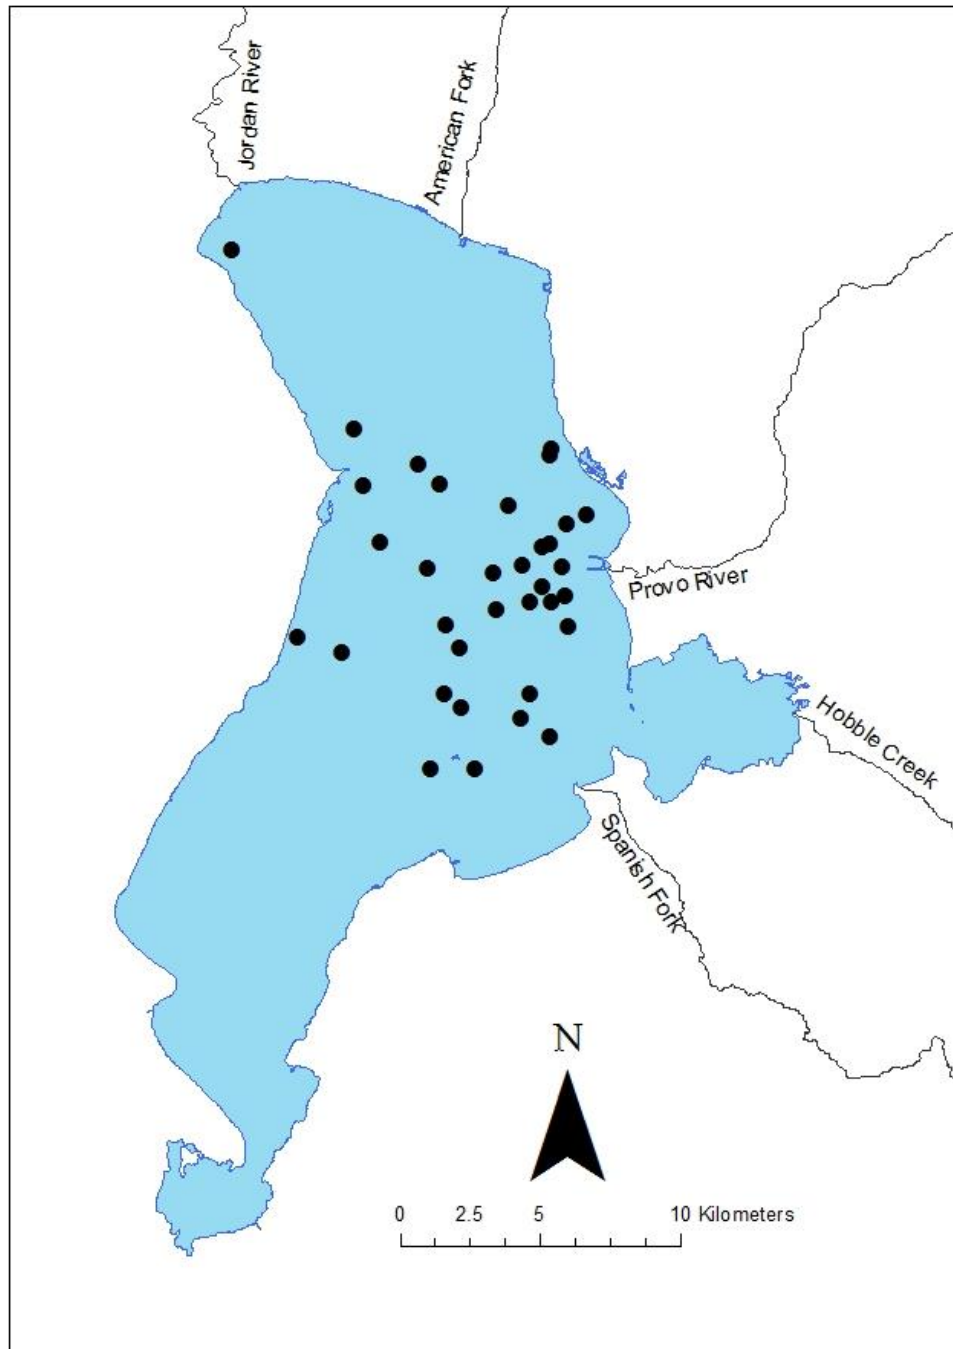 Jordan River
American Fork
Provo River
Hobble Creek
Spanish Fork
N
0 2.5 5 10 Kilometers